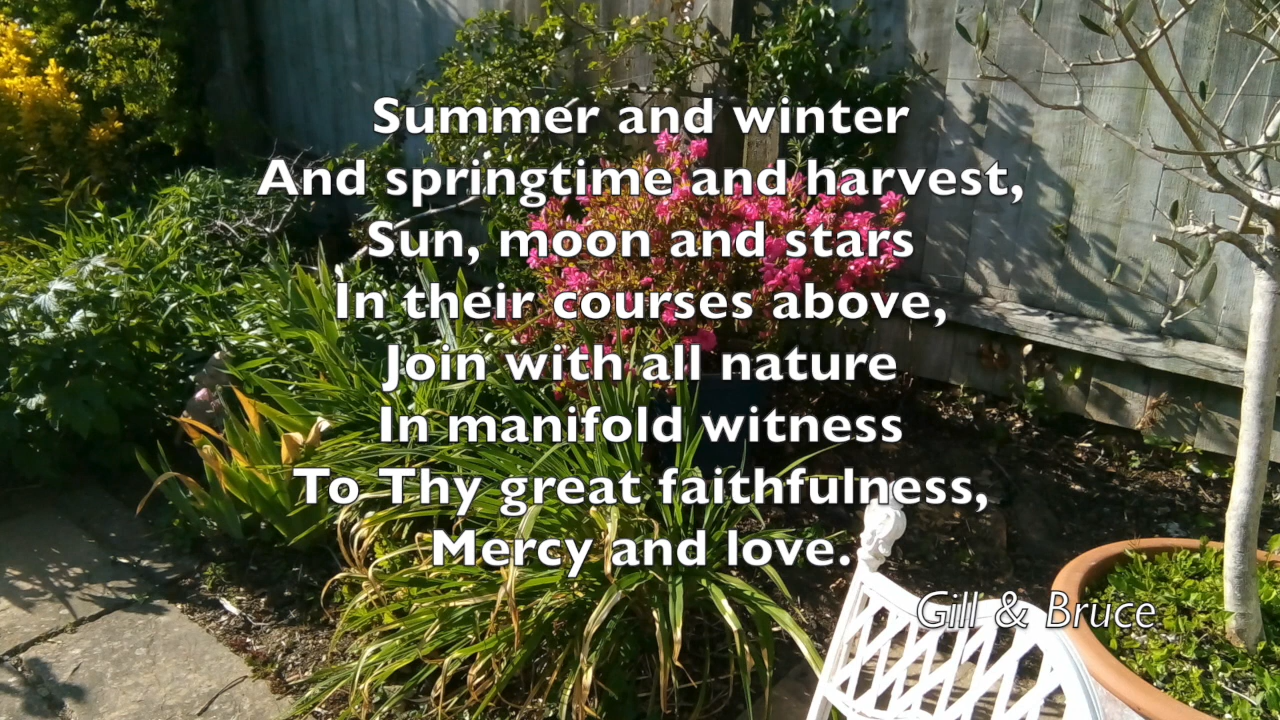 Summer and winter
And springtime and harvest,
Sun, moon and stars
In their courses above,
Join with all nature
In manifold witness
To Thy great faithfulness,
Mercy and love.
Gill & Bruce